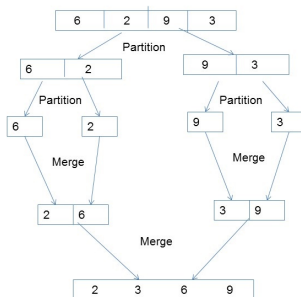 6 2 9 3
Partition
6 2
9 3
Partition
Partition
6
2
9
3
Merge
Merge
2 6
3 9
Merge
2 3 6 9